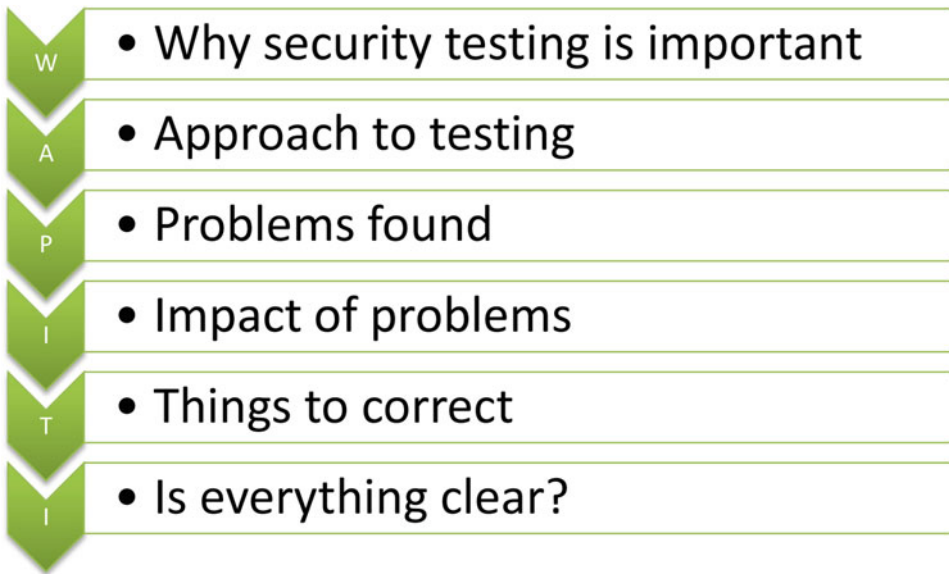 W
• Why security testing is important
A
• Approach to testing
P
• Problems found
I
• Impact of problems
T
• Things to correct
I
• Is everything clear?